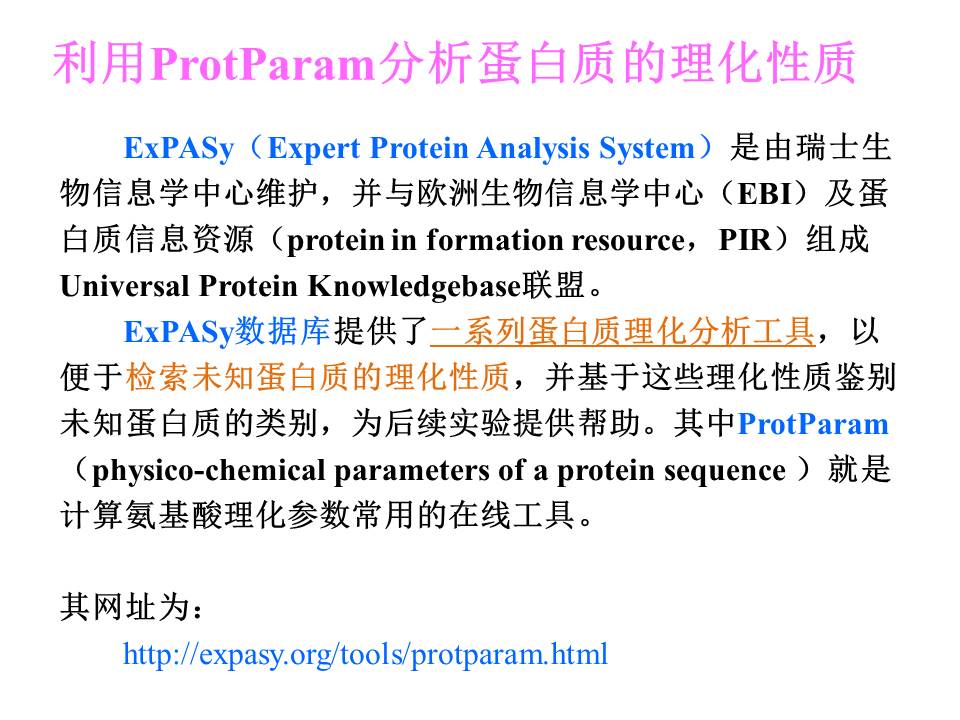 利用ProtParam分析蛋白质的理化性质
ExPASy（Expert Protein Analysis System）是由瑞士生
物信息学中心维护，并与欧洲生物信息学中心（EBI）及蛋
白质信息资源（protein in formation resource，PIR）组成
Universal Protein Knowledgebase联盟。
ExPASy数据库提供了一系列蛋白质理化分析工具，以
便于检索未知蛋白质的理化性质，并基于这些理化性质鉴别
未知蛋白质的类别，为后续实验提供帮助。其中ProtParam
（physico-chemical parameters of a protein sequence ）就是
计算氨基酸理化参数常用的在线工具。
其网址为：
http://expasy.org/tools/protparam.html